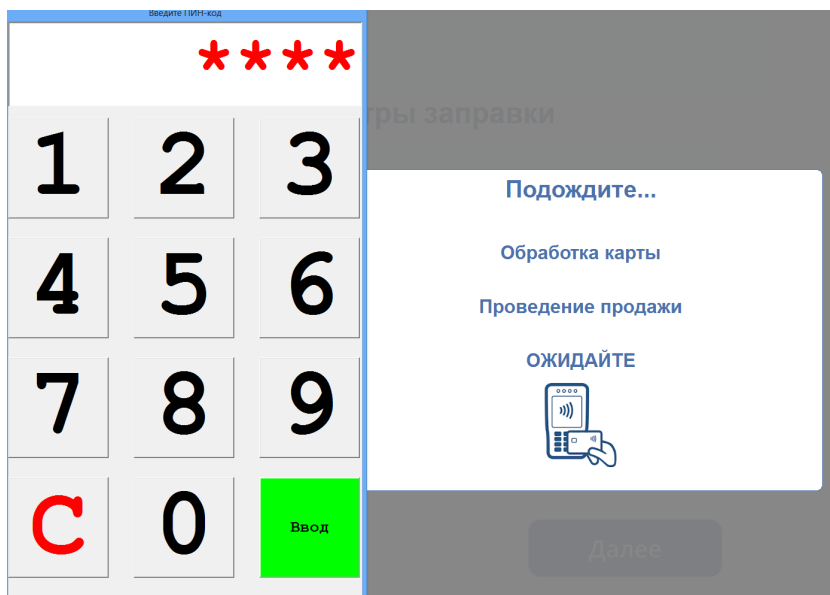 Введите ПИН-код
****
1 2 3
4 5 6
7 8 9
C 0 Ввод
тры заправки
Подождите...
Обработка карты
Проведение продажи
ОЖИДАЙТЕ
Далее